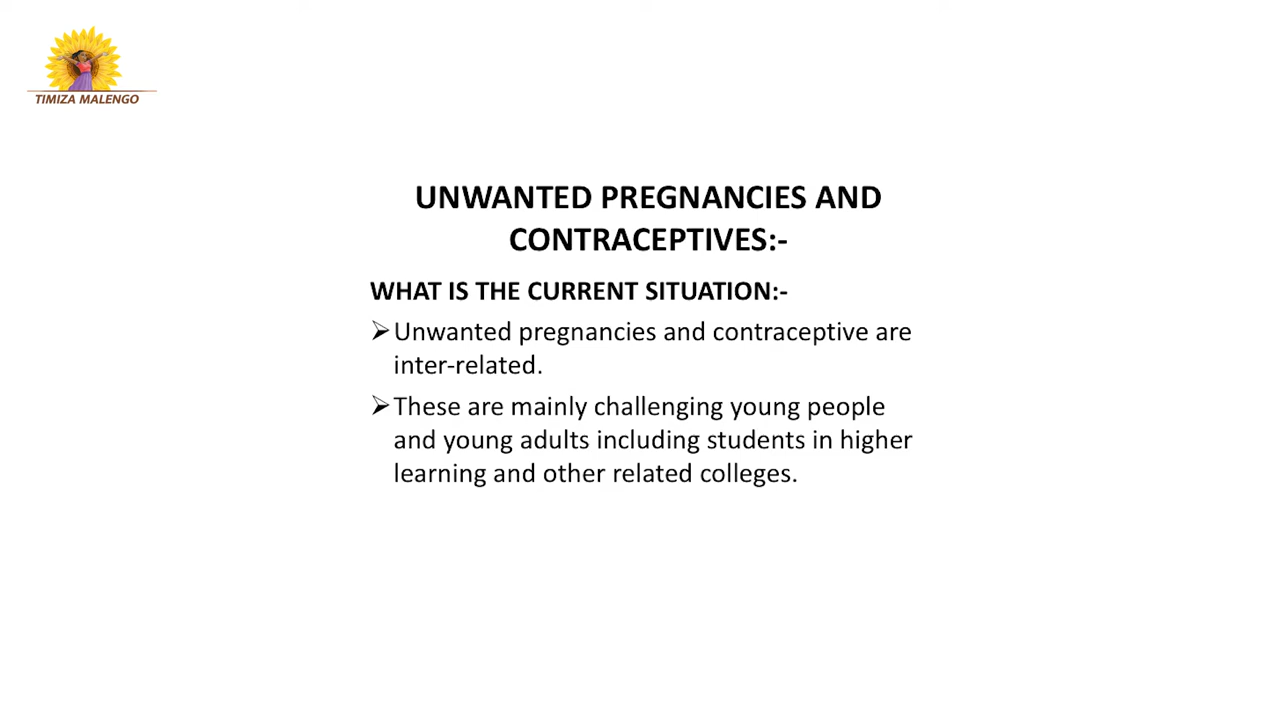 TIMIZA MALENGO
UNWANTED PREGNANCIES AND
CONTRACEPTIVES:-
WHAT IS THE CURRENT SITUATION:-
➢Unwanted pregnancies and contraceptive are
inter-related.
➢These are mainly challenging young people
and young adults including students in higher
learning and other related colleges.